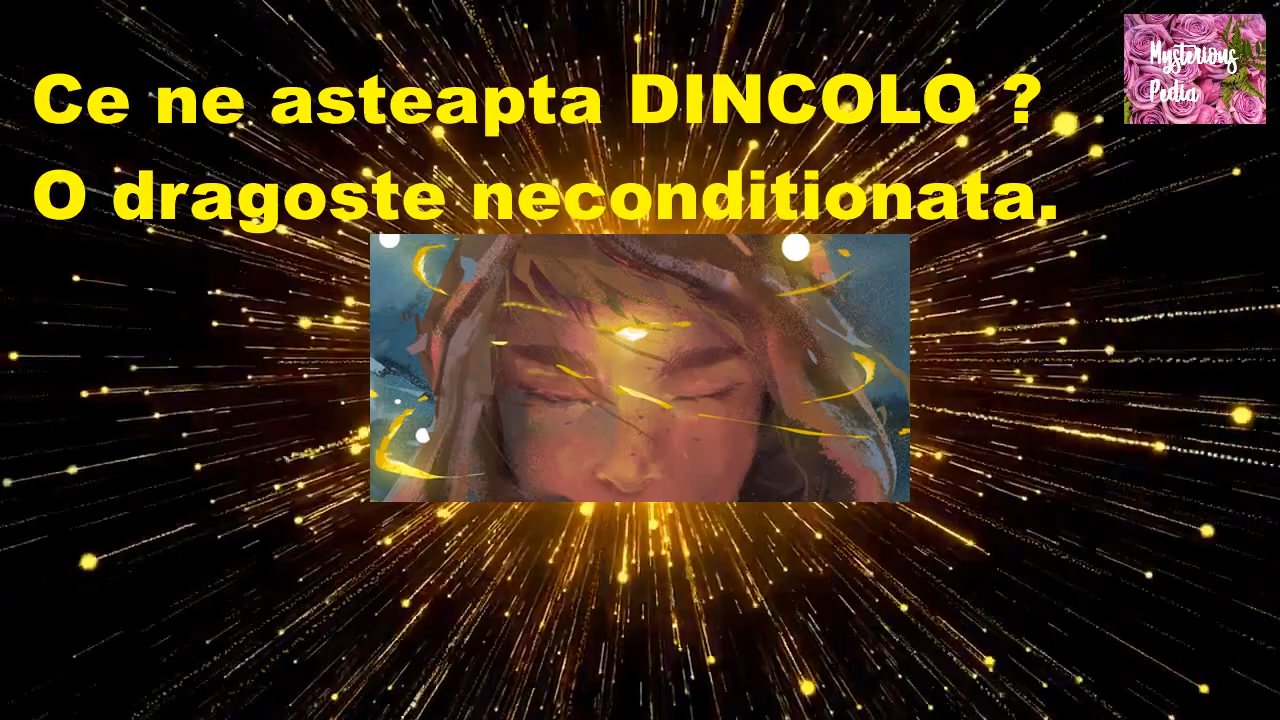 Ce ne asteapta DINCOLO ?
O dragoste neconditionata.
Mysterious
Pedia